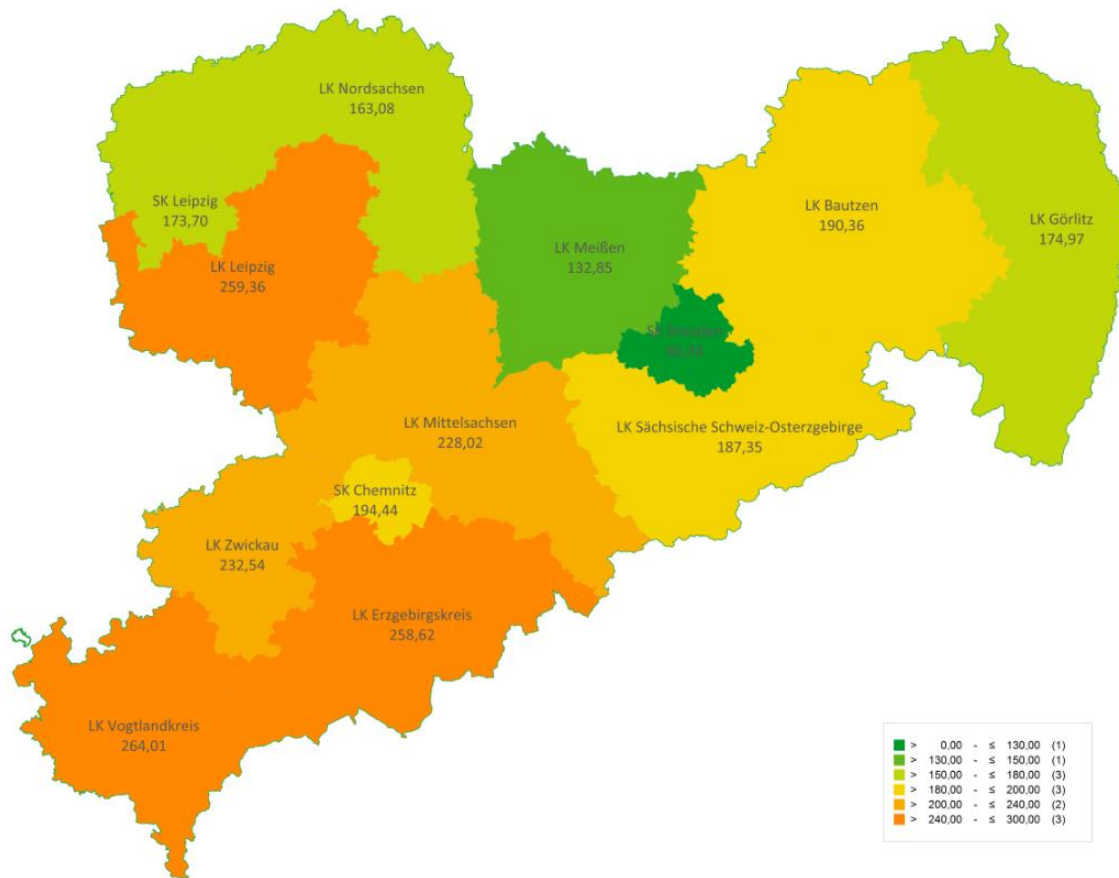 LK Nordsachsen
163,08
SK Leipzig
173,70
LK Leipzig
259,36
LK Meißen
132,85
LK Bautzen
190,36
LK Görlitz
174,97
SK Dresden
LK Mittelsachsen
228,02
LK Sächsische Schweiz-Osterzgebirge
187,35
SK Chemnitz
194,44
LK Zwickau
232,54
LK Erzgebirgskreis
258,62
LK Vogtlandkreis
264,01
> 0,00 - ≤ 130,00 (1)
> 130,00 - ≤ 150,00 (1)
> 150,00 - ≤ 180,00 (3)
> 180,00 - ≤ 200,00 (3)
> 200,00 - ≤ 240,00 (2)
> 240,00 - ≤ 300,00 (3)